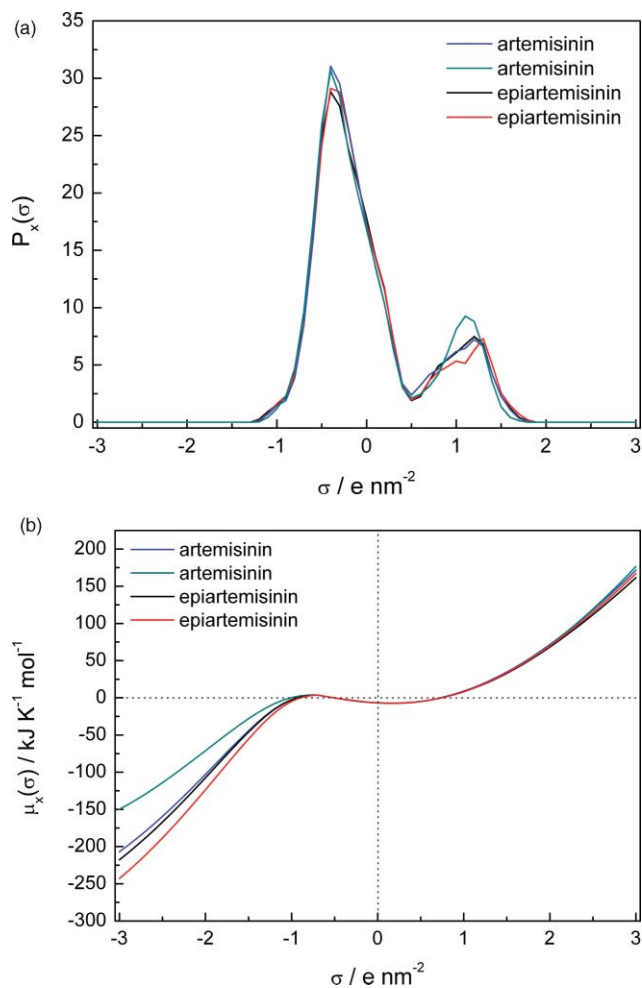 (a)
35
30
25
20
15
10
5
0
Pₓ(σ)
artemisinin
artemisinin
epiartemisinin
epiartemisinin
-3 -2 -1 0 1 2 3
σ / e nm⁻²
(b)
200
150
100
50
0
-50
-100
-150
-200
-250
-300
μₓ(σ) / kJ K⁻¹ mol⁻¹
artemisinin
artemisinin
epiartemisinin
epiartemisinin
-3 -2 -1 0 1 2 3
σ / e nm⁻²